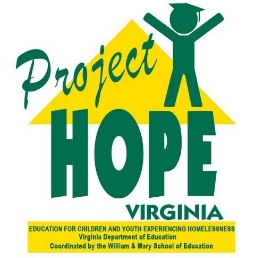 Project
HOPE
VIRGINIA
EDUCATION FOR CHILDREN AND YOUTH EXPERIENCING HOMELESSNESS
Virginia Department of Education
Coordinated by the William & Mary School of Education